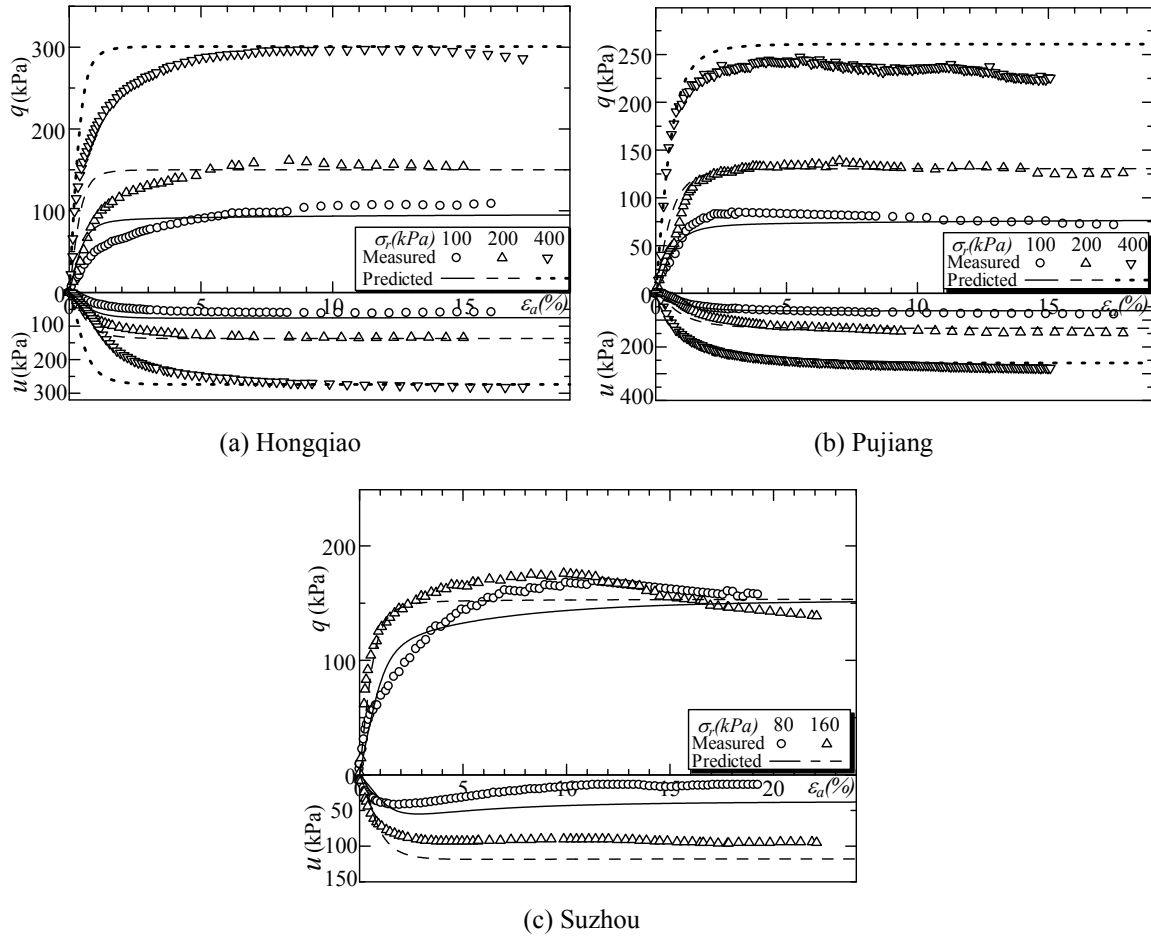 300
200
100
0
100
200
300
q (kPa)
u (kPa)
5
10
15
εa(%)
σr(kPa) 100 200 400
Measured
Predicted
(a) Hongqiao
250
200
150
100
50
0
200
400
q (kPa)
u (kPa)
5
10
15
εa(%)
σr(kPa) 100 200 400
Measured
Predicted
(b) Pujiang
200
100
0
50
100
150
q (kPa)
u (kPa)
0
5
10
15
20
εa(%)
σr(kPa) 80 160
Measured
Predicted
(c) Suzhou